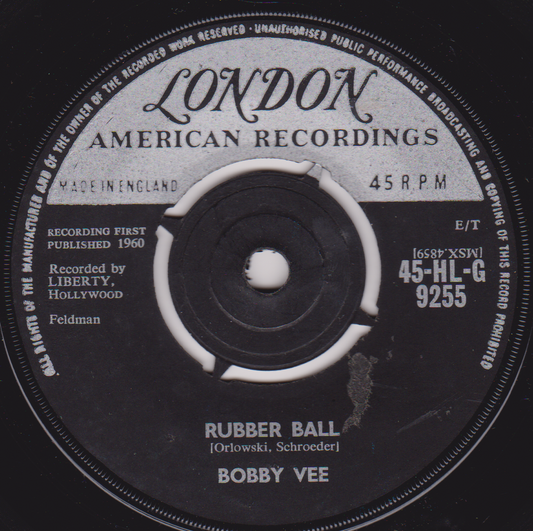 ALL RIGHTS OF THE MANUFACTURER AND OF THE OWNER OF THE RECORDED WORK RESERVED · UNAUTHORISED PUBLIC PERFORMANCE BROADCASTING AND COPYING OF THIS RECORD PROHIBITED
LONDON
AMERICAN RECORDINGS
MADE IN ENGLAND
45 R.P.M
RECORDING FIRST
PUBLISHED 1960
E/T
[MSX.4859]
Recorded by
LIBERTY,
HOLLYWOOD
45-HL-G
9255
Feldman
RUBBER BALL
[Orlowski, Schroeder]
BOBBY VEE